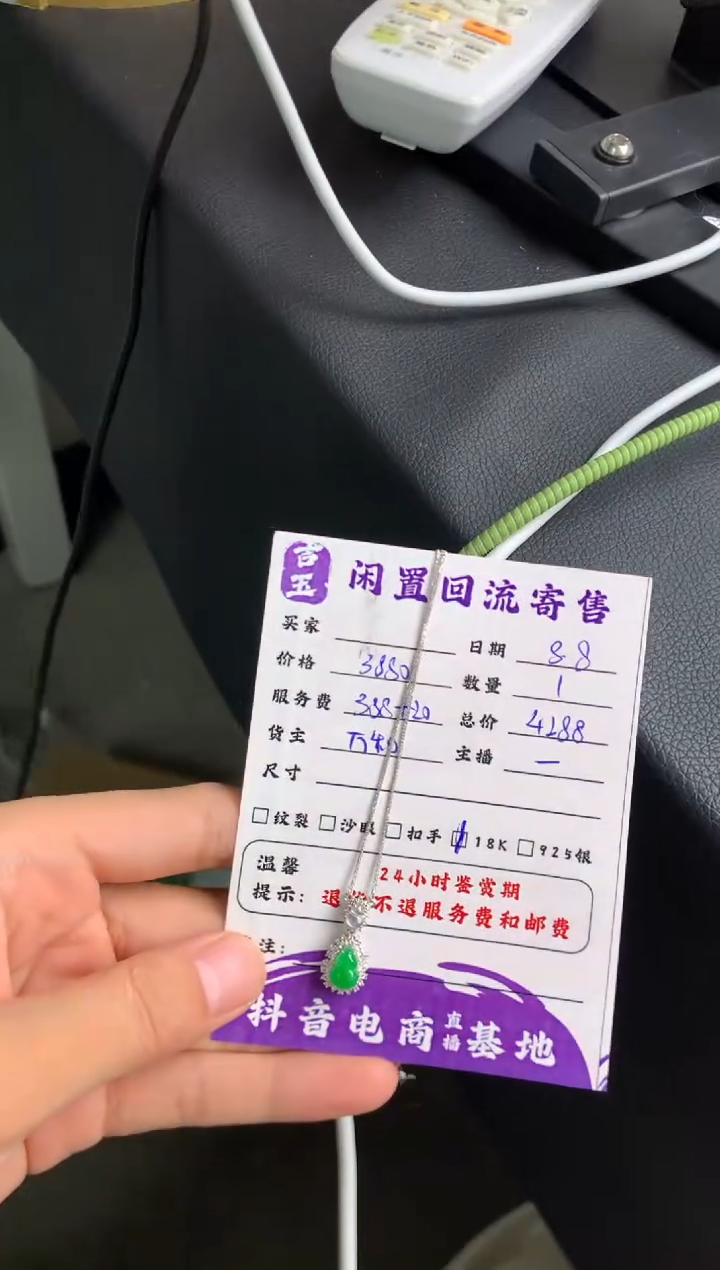 言玉 闲置回流寄售
买家 日期 8 8
价格 3880 数量 1
服务费 388+20 总价 4288
货主 主播 一
尺寸
□纹裂 □沙眼 □扣手 □18K □925银
温馨 24小时鉴赏期
提示: 退 不退服务费和邮费
注:
抖音电商直播基地